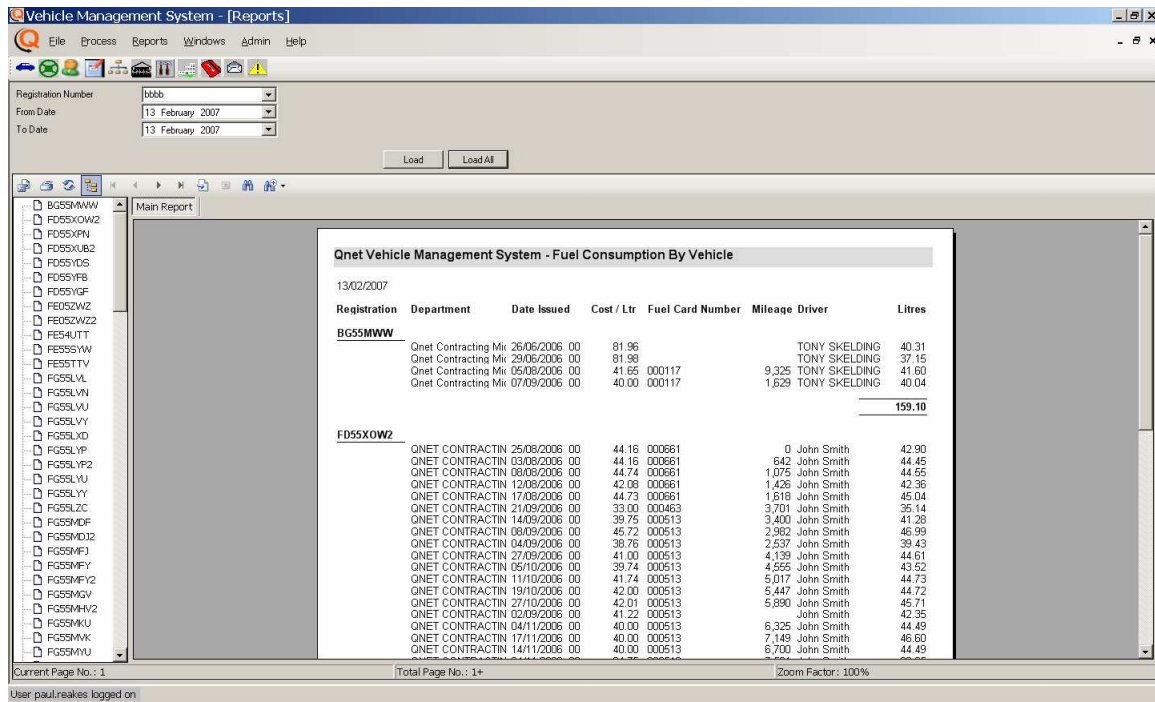 Vehicle Management System - [Reports]
File Process Reports Windows Admin Help
Registration Number bbbb
From Date 13 February 2007
To Date 13 February 2007
Load Load All
Main Report
BG55MWW
FD55XOW2
FD55XPN
FD55XUB2
FD55YDS
FD55YFB
FD55YGF
FE05ZWZ
FE05ZWZ2
FE54UTT
FE55SYW
FE55TTV
FG55LVL
FG55LVN
FG55LVU
FG55LVY
FG55LXD
FG55LYP
FG55LYP2
FG55LYU
FG55LYY
FG55LZC
FG55MDF
FG55MDJ2
FG55MFJ
FG55MFY
FG55MFY2
FG55MGV
FG55MHV2
FG55MKU
FG55MVK
FG55MYU
Qnet Vehicle Management System - Fuel Consumption By Vehicle
13/02/2007
Registration Department Date Issued Cost / Ltr Fuel Card Number Mileage Driver Litres
BG55MWW
Qnet Contracting Mic 26/06/2006 00 81.96 TONY SKELDING 40.31
Qnet Contracting Mic 29/06/2006 00 81.98 TONY SKELDING 37.15
Qnet Contracting Mic 05/08/2006 00 41.65 000117 9,325 TONY SKELDING 41.60
Qnet Contracting Mic 07/09/2006 00 40.00 000117 1,629 TONY SKELDING 40.04
159.10
FD55XOW2
QNET CONTRACTIN 25/08/2006 00 44.16 000661 0 John Smith 42.90
QNET CONTRACTIN 03/08/2006 00 44.16 000661 642 John Smith 44.45
QNET CONTRACTIN 08/08/2006 00 44.74 000661 1,075 John Smith 44.55
QNET CONTRACTIN 12/08/2006 00 42.08 000661 1,426 John Smith 42.36
QNET CONTRACTIN 17/08/2006 00 44.73 000661 1,618 John Smith 45.04
QNET CONTRACTIN 21/09/2006 00 33.00 000463 3,701 John Smith 35.14
QNET CONTRACTIN 14/09/2006 00 39.75 000513 3,400 John Smith 41.28
QNET CONTRACTIN 08/09/2006 00 45.72 000513 2,982 John Smith 46.99
QNET CONTRACTIN 04/09/2006 00 38.76 000513 2,537 John Smith 39.43
QNET CONTRACTIN 27/09/2006 00 41.00 000513 4,139 John Smith 44.61
QNET CONTRACTIN 05/10/2006 00 39.74 000513 4,555 John Smith 43.52
QNET CONTRACTIN 11/10/2006 00 41.74 000513 5,017 John Smith 44.73
QNET CONTRACTIN 19/10/2006 00 42.00 000513 5,447 John Smith 44.72
QNET CONTRACTIN 27/10/2006 00 42.01 000513 5,890 John Smith 45.71
QNET CONTRACTIN 02/09/2006 00 41.22 000513 John Smith 42.35
QNET CONTRACTIN 04/11/2006 00 40.00 000513 6,325 John Smith 44.49
QNET CONTRACTIN 17/11/2006 00 40.00 000513 7,149 John Smith 46.60
QNET CONTRACTIN 14/11/2006 00 40.00 000513 6,700 John Smith 44.49
Current Page No.: 1 Total Page No.: 1+ Zoom Factor: 100%
User paul.reakes logged on